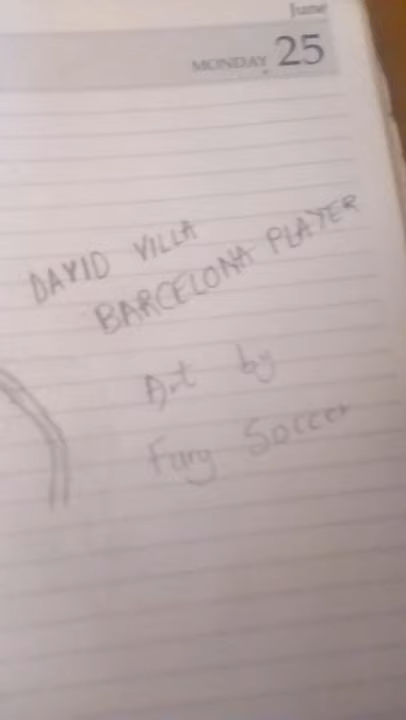 June
MONDAY 25
DAVID VILLA
BARCELONA PLAYER
Art by
Fury Soccer